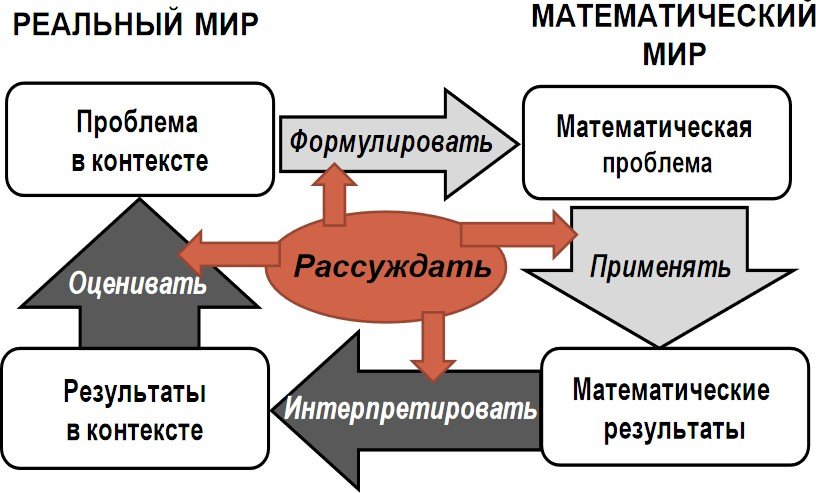 РЕАЛЬНЫЙ МИР
МАТЕМАТИЧЕСКИЙ
МИР
Проблема
в контексте
Формулировать
Математическая
проблема
Рассуждать
Оценивать
Применять
Результаты
в контексте
Интерпретировать
Математические
результаты